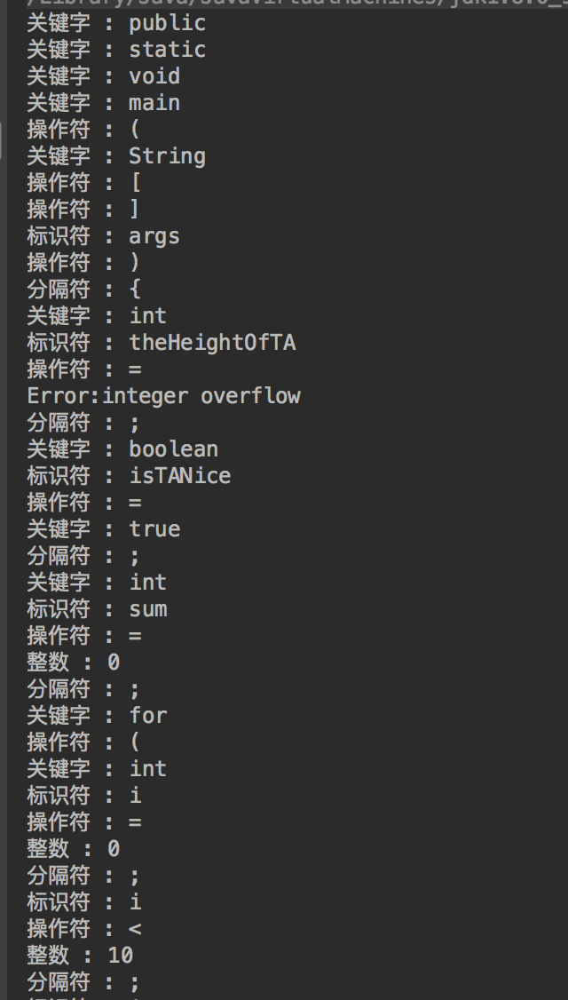 关键字 : public
关键字 : static
关键字 : void
关键字 : main
操作符 : (
关键字 : String
操作符 : [
操作符 : ]
标识符 : args
操作符 : )
分隔符 : {
关键字 : int
标识符 : theHeightOfTA
操作符 : =
Error:integer overflow
分隔符 : ;
关键字 : boolean
标识符 : isTANice
操作符 : =
关键字 : true
分隔符 : ;
关键字 : int
标识符 : sum
操作符 : =
整数 : 0
分隔符 : ;
关键字 : for
操作符 : (
关键字 : int
标识符 : i
操作符 : =
整数 : 0
分隔符 : ;
标识符 : i
操作符 : <
整数 : 10
分隔符 : ;